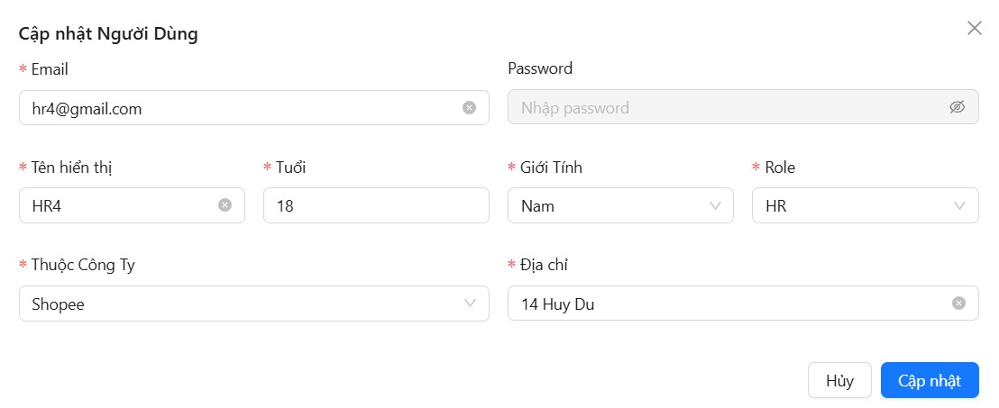 Cập nhật Người Dùng
* Email
Password
hr4@gmail.com
Nhập password
* Tên hiển thị
* Tuổi
* Giới Tính
* Role
HR4
18
Nam
HR
* Thuộc Công Ty
* Địa chỉ
Shopee
14 Huy Du
Hủy
Cập nhật